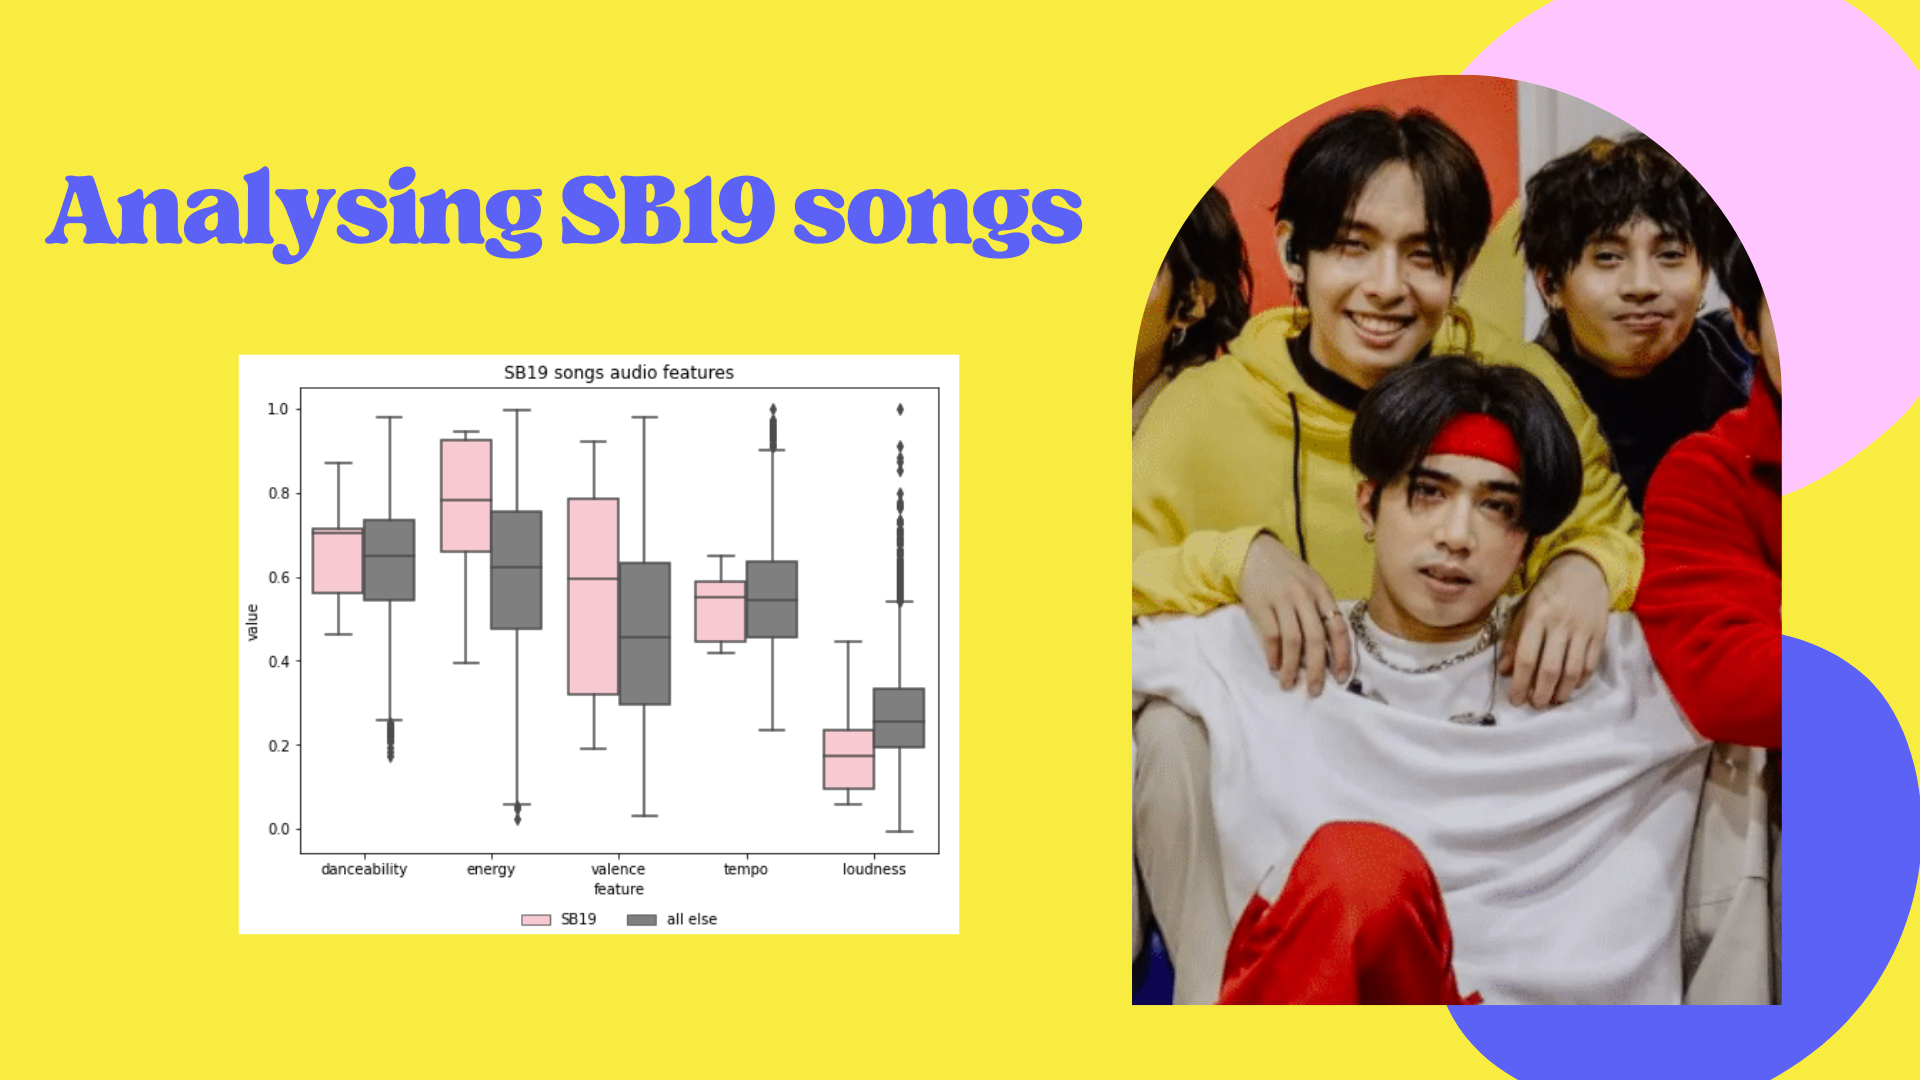 Analysing SB19 songs
SB19 songs audio features
1.0
0.8
0.6
0.4
0.2
0.0
value
danceability energy valence tempo loudness
feature
SB19 all else